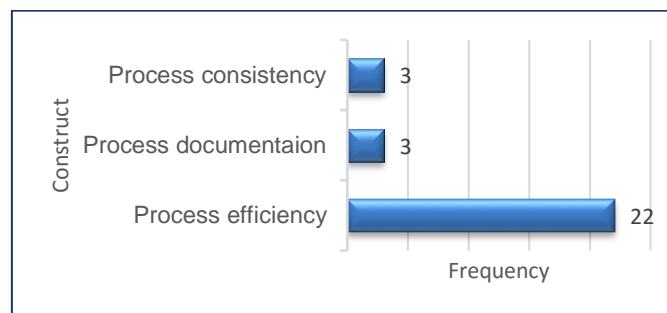 Construct
Process consistency 3
Process documentaion 3
Process efficiency 22
Frequency